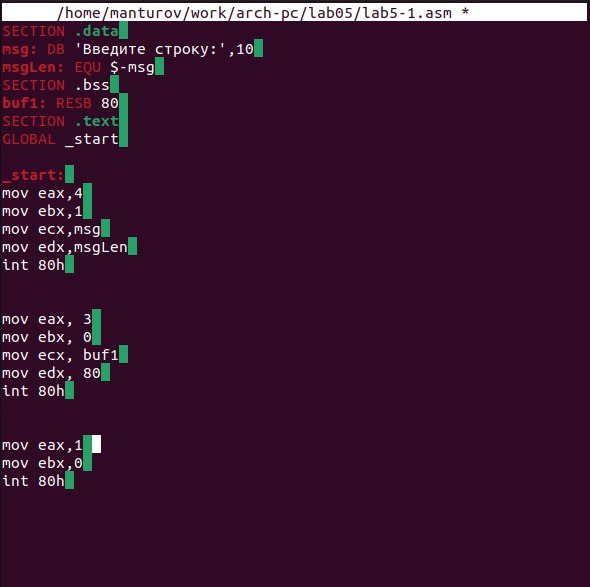 /home/manturov/work/arch-pc/lab05/lab5-1.asm *
SECTION .data
msg: DB 'Введите строку:',10
msgLen: EQU $-msg
SECTION .bss
buf1: RESB 80
SECTION .text
GLOBAL _start
_start:
mov eax,4
mov ebx,1
mov ecx,msg
mov edx,msgLen
int 80h
mov eax, 3
mov ebx, 0
mov ecx, buf1
mov edx, 80
int 80h
mov eax,1
mov ebx,0
int 80h